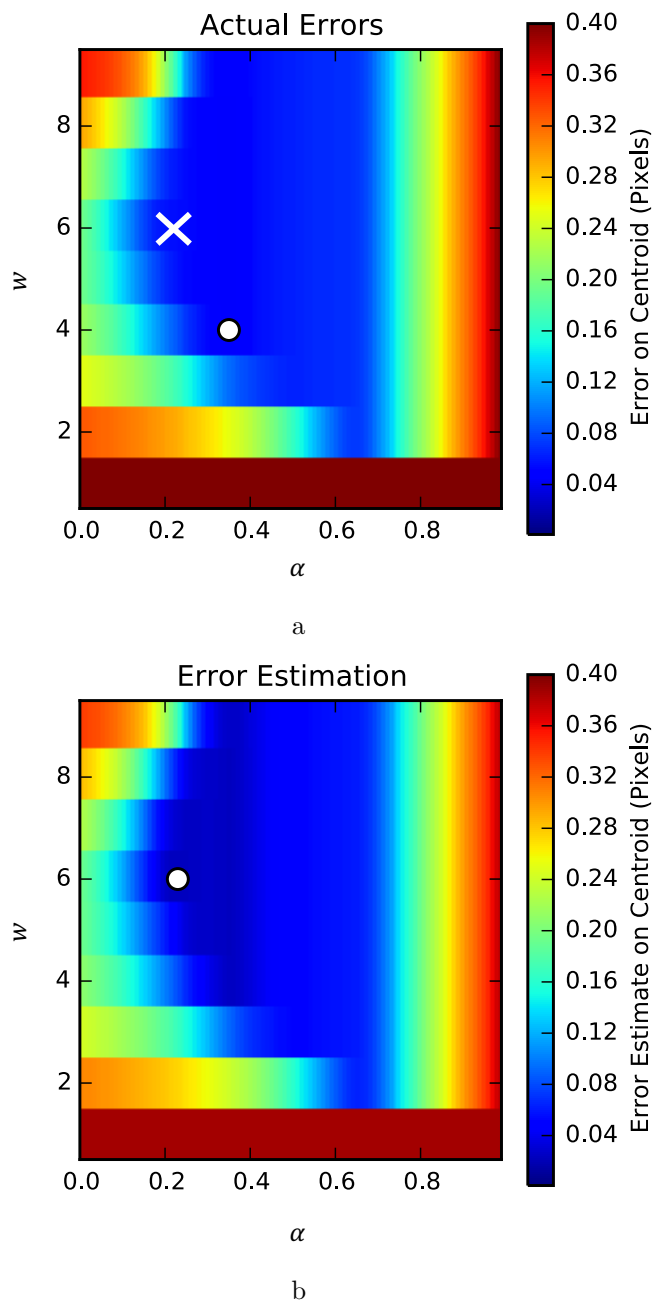 Actual Errors
8
6
4
2
w
0.0 0.2 0.4 0.6 0.8
α
0.40
0.36
0.32
0.28
0.24
0.20
0.16
0.12
0.08
0.04
Error on Centroid (Pixels)
a
Error Estimation
8
6
4
2
w
0.0 0.2 0.4 0.6 0.8
α
0.40
0.36
0.32
0.28
0.24
0.20
0.16
0.12
0.08
0.04
Error Estimate on Centroid (Pixels)
b